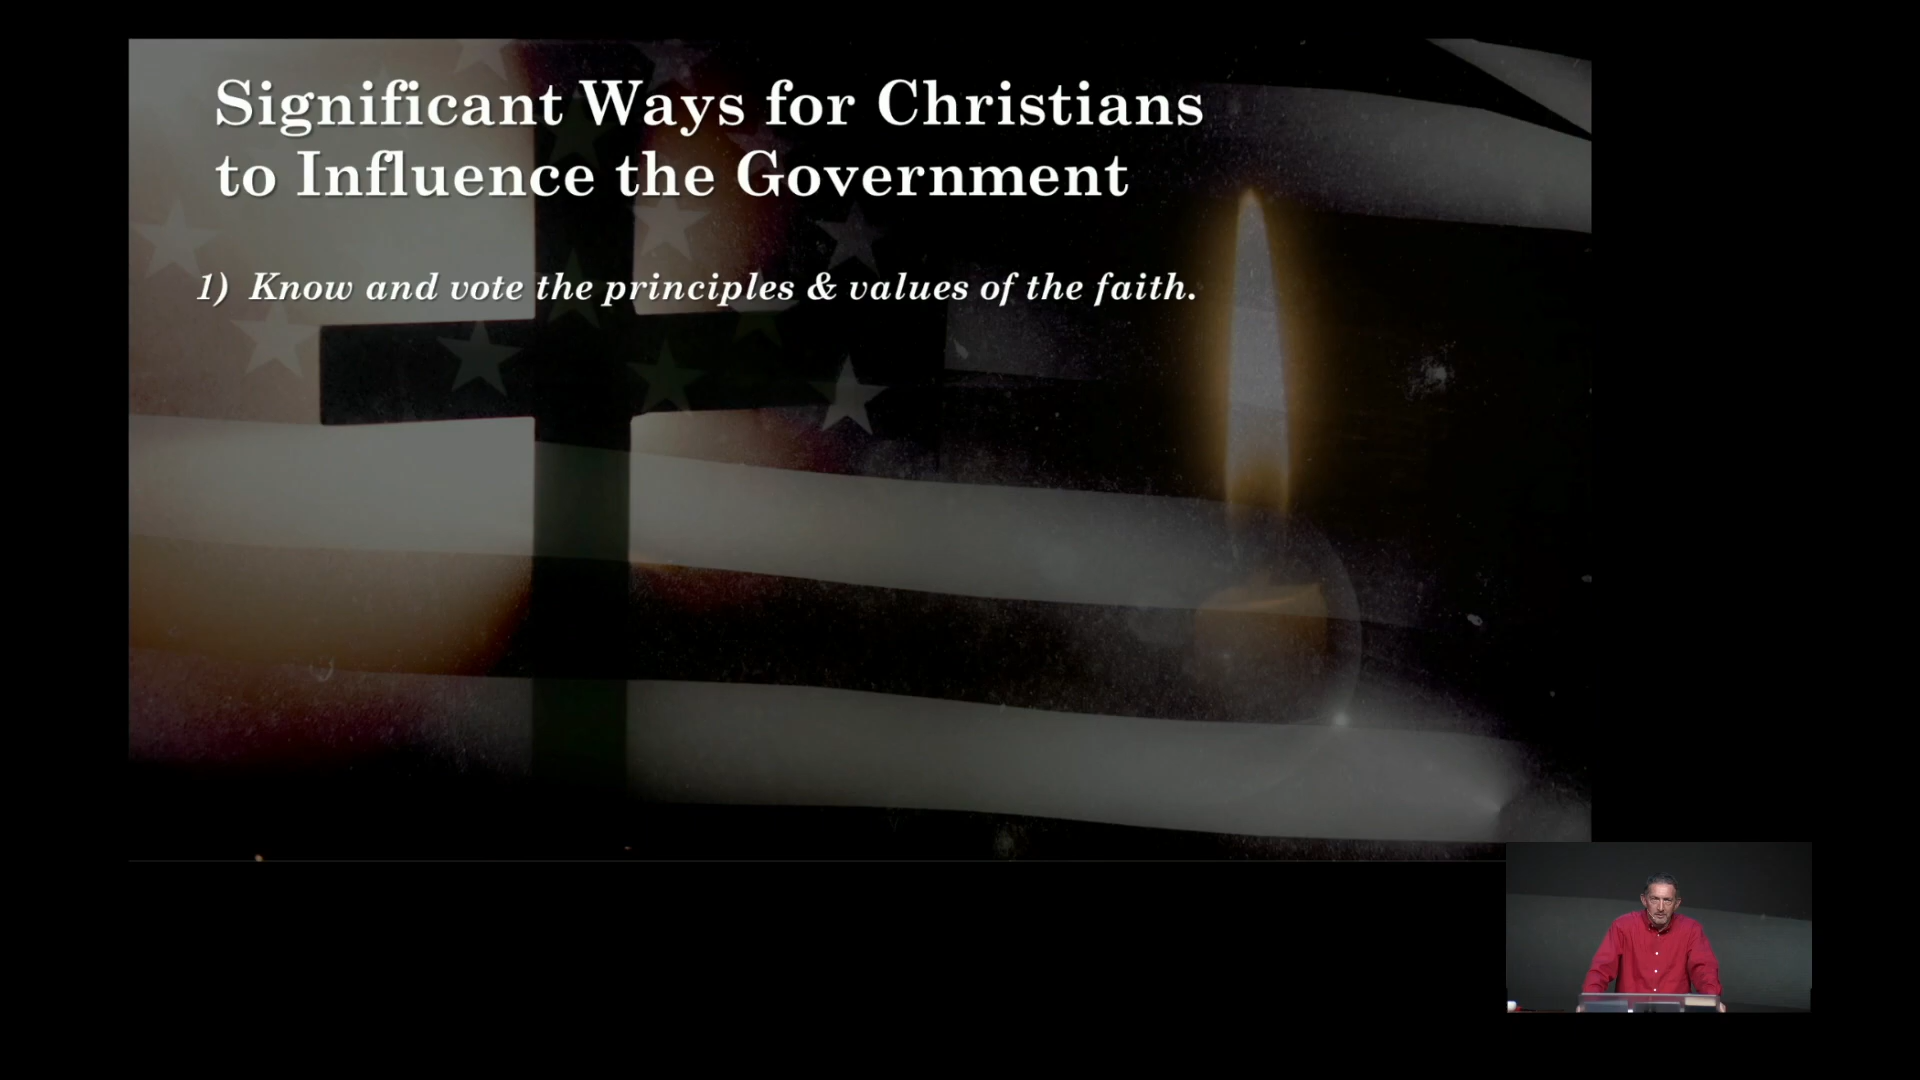 Significant Ways for Christians
to Influence the Government
1) Know and vote the principles & values of the faith.